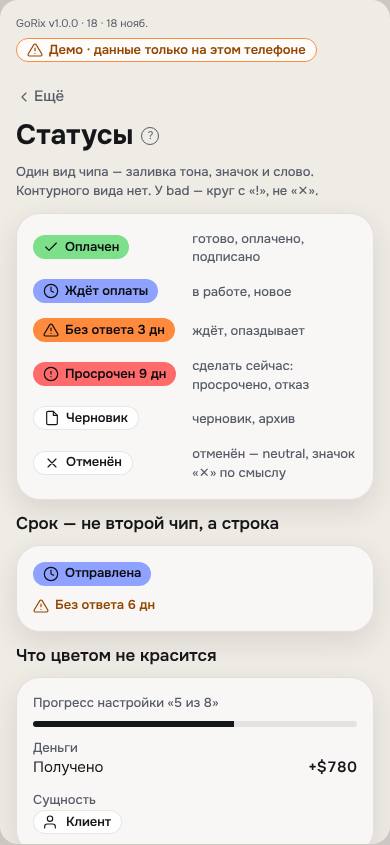 GoRix v1.0.0 · 18 · 18 нояб.
Демо · данные только на этом телефоне
Ещё
Статусы ?
Один вид чипа — заливка тона, значок и слово.
Контурного вида нет. У bad — круг с «!», не «✕».
Оплачен
готово, оплачено,
подписано
Ждёт оплаты
в работе, новое
Без ответа 3 дн
ждёт, опаздывает
Просрочен 9 дн
сделать сейчас:
просрочено, отказ
Черновик
черновик, архив
Отменён
отменён — neutral, значок
«✕» по смыслу
Срок — не второй чип, а строка
Отправлена
Без ответа 6 дн
Что цветом не красится
Прогресс настройки «5 из 8»
Деньги
Получено +$780
Сущность
Клиент